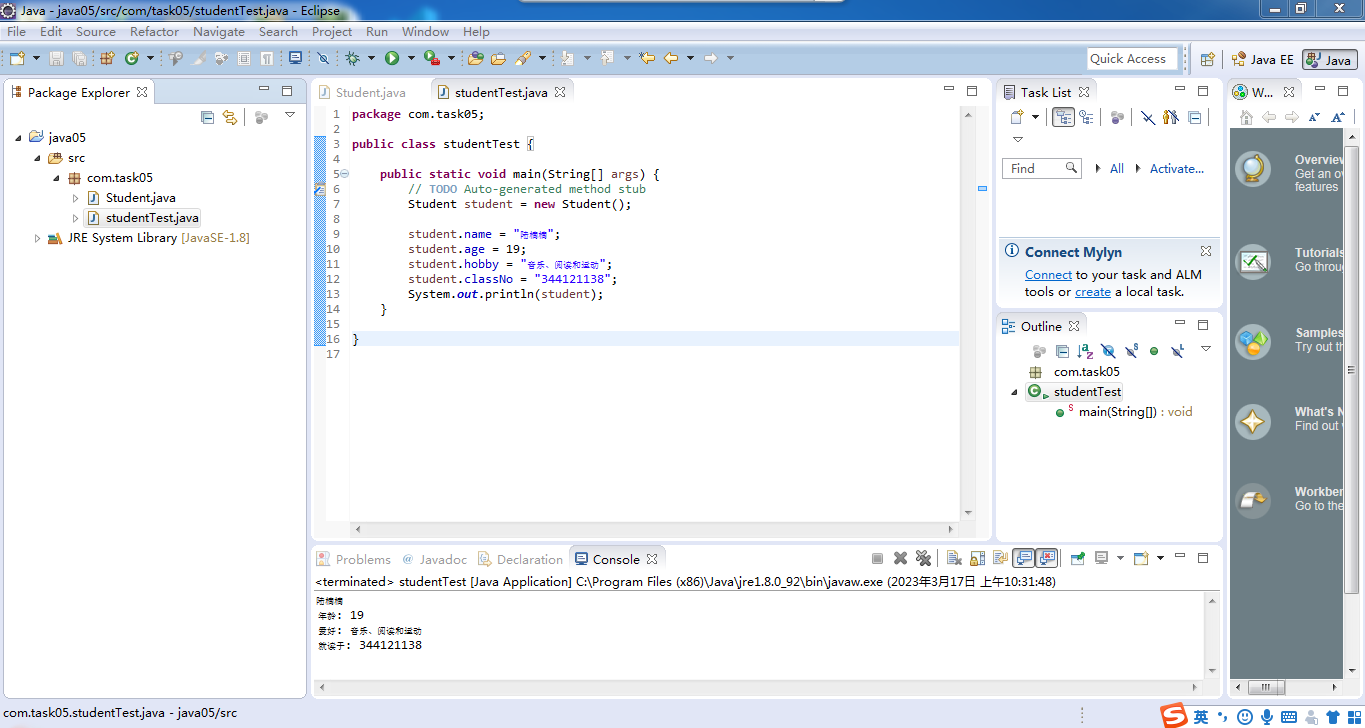 Java - java05/src/com/task05/studentTest.java - Eclipse
File Edit Source Refactor Navigate Search Project Run Window Help
Quick Access
Java EE
Java
Package Explorer
java05
src
com.task05
Student.java
studentTest.java
JRE System Library [JavaSE-1.8]
Student.java
studentTest.java
1 package com.task05;
2
3 public class studentTest {
4
5 public static void main(String[] args) {
6 // TODO Auto-generated method stub
7 Student student = new Student();
8
9 student.name = "陆楠楠";
10 student.age = 19;
11 student.hobby = "音乐、阅读和运动";
12 student.classNo = "344121138";
13 System.out.println(student);
14 }
15
16 }
17
Task List
Find
All
Activate...
Connect Mylyn
Connect to your task and ALM
tools or create a local task.
Outline
com.task05
studentTest
main(String[]) : void
W...
Overview
Get an ov
features
Tutorials
Go throu
Samples
Try out th
What's N
Find out
Workben
Go to the
Problems
@ Javadoc
Declaration
Console
<terminated> studentTest [Java Application] C:\Program Files (x86)\Java\jre1.8.0_92\bin\javaw.exe (2023年3月17日 上午10:31:48)
陆楠楠
年龄: 19
爱好: 音乐、阅读和运动
就读于: 344121138
com.task05.studentTest.java - java05/src
英